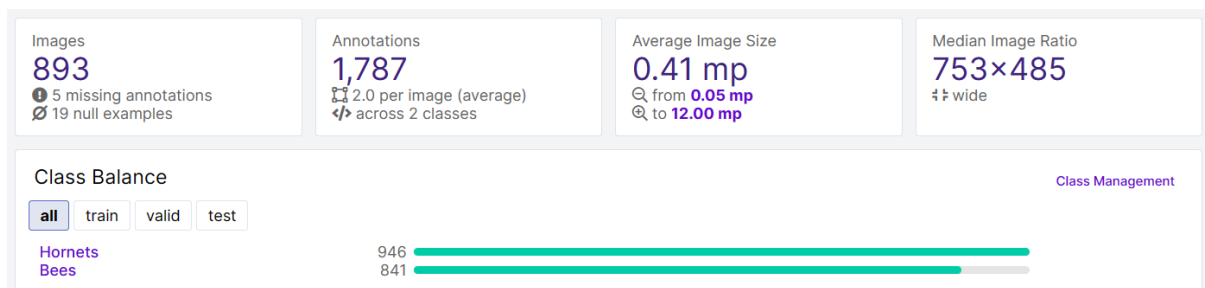 Images
893
5 missing annotations
19 null examples
Annotations
1,787
2.0 per image (average)
across 2 classes
Average Image Size
0.41 mp
from 0.05 mp
to 12.00 mp
Median Image Ratio
753×485
wide
Class Balance
Class Management
all train valid test
Hornets 946
Bees 841